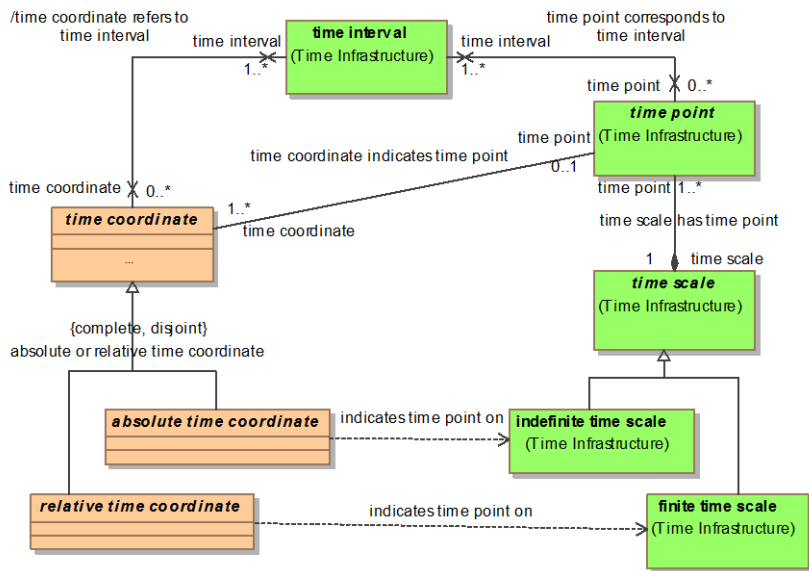 /time coordinate refers to
time interval
time interval
1..*
time interval
(Time Infrastructure)
time interval
1..*
time point corresponds to
time interval
time point
0..*
time point
(Time Infrastructure)
time point
0..1
time coordinate indicates time point
time coordinate
0..*
1..*
time coordinate
time coordinate
...
time point
1..*
time scale has time point
1
time scale
time scale
(Time Infrastructure)
{complete, disjoint}
absolute or relative time coordinate
absolute time coordinate
indicates time point on
indefinite time scale
(Time Infrastructure)
relative time coordinate
indicates time point on
finite time scale
(Time Infrastructure)